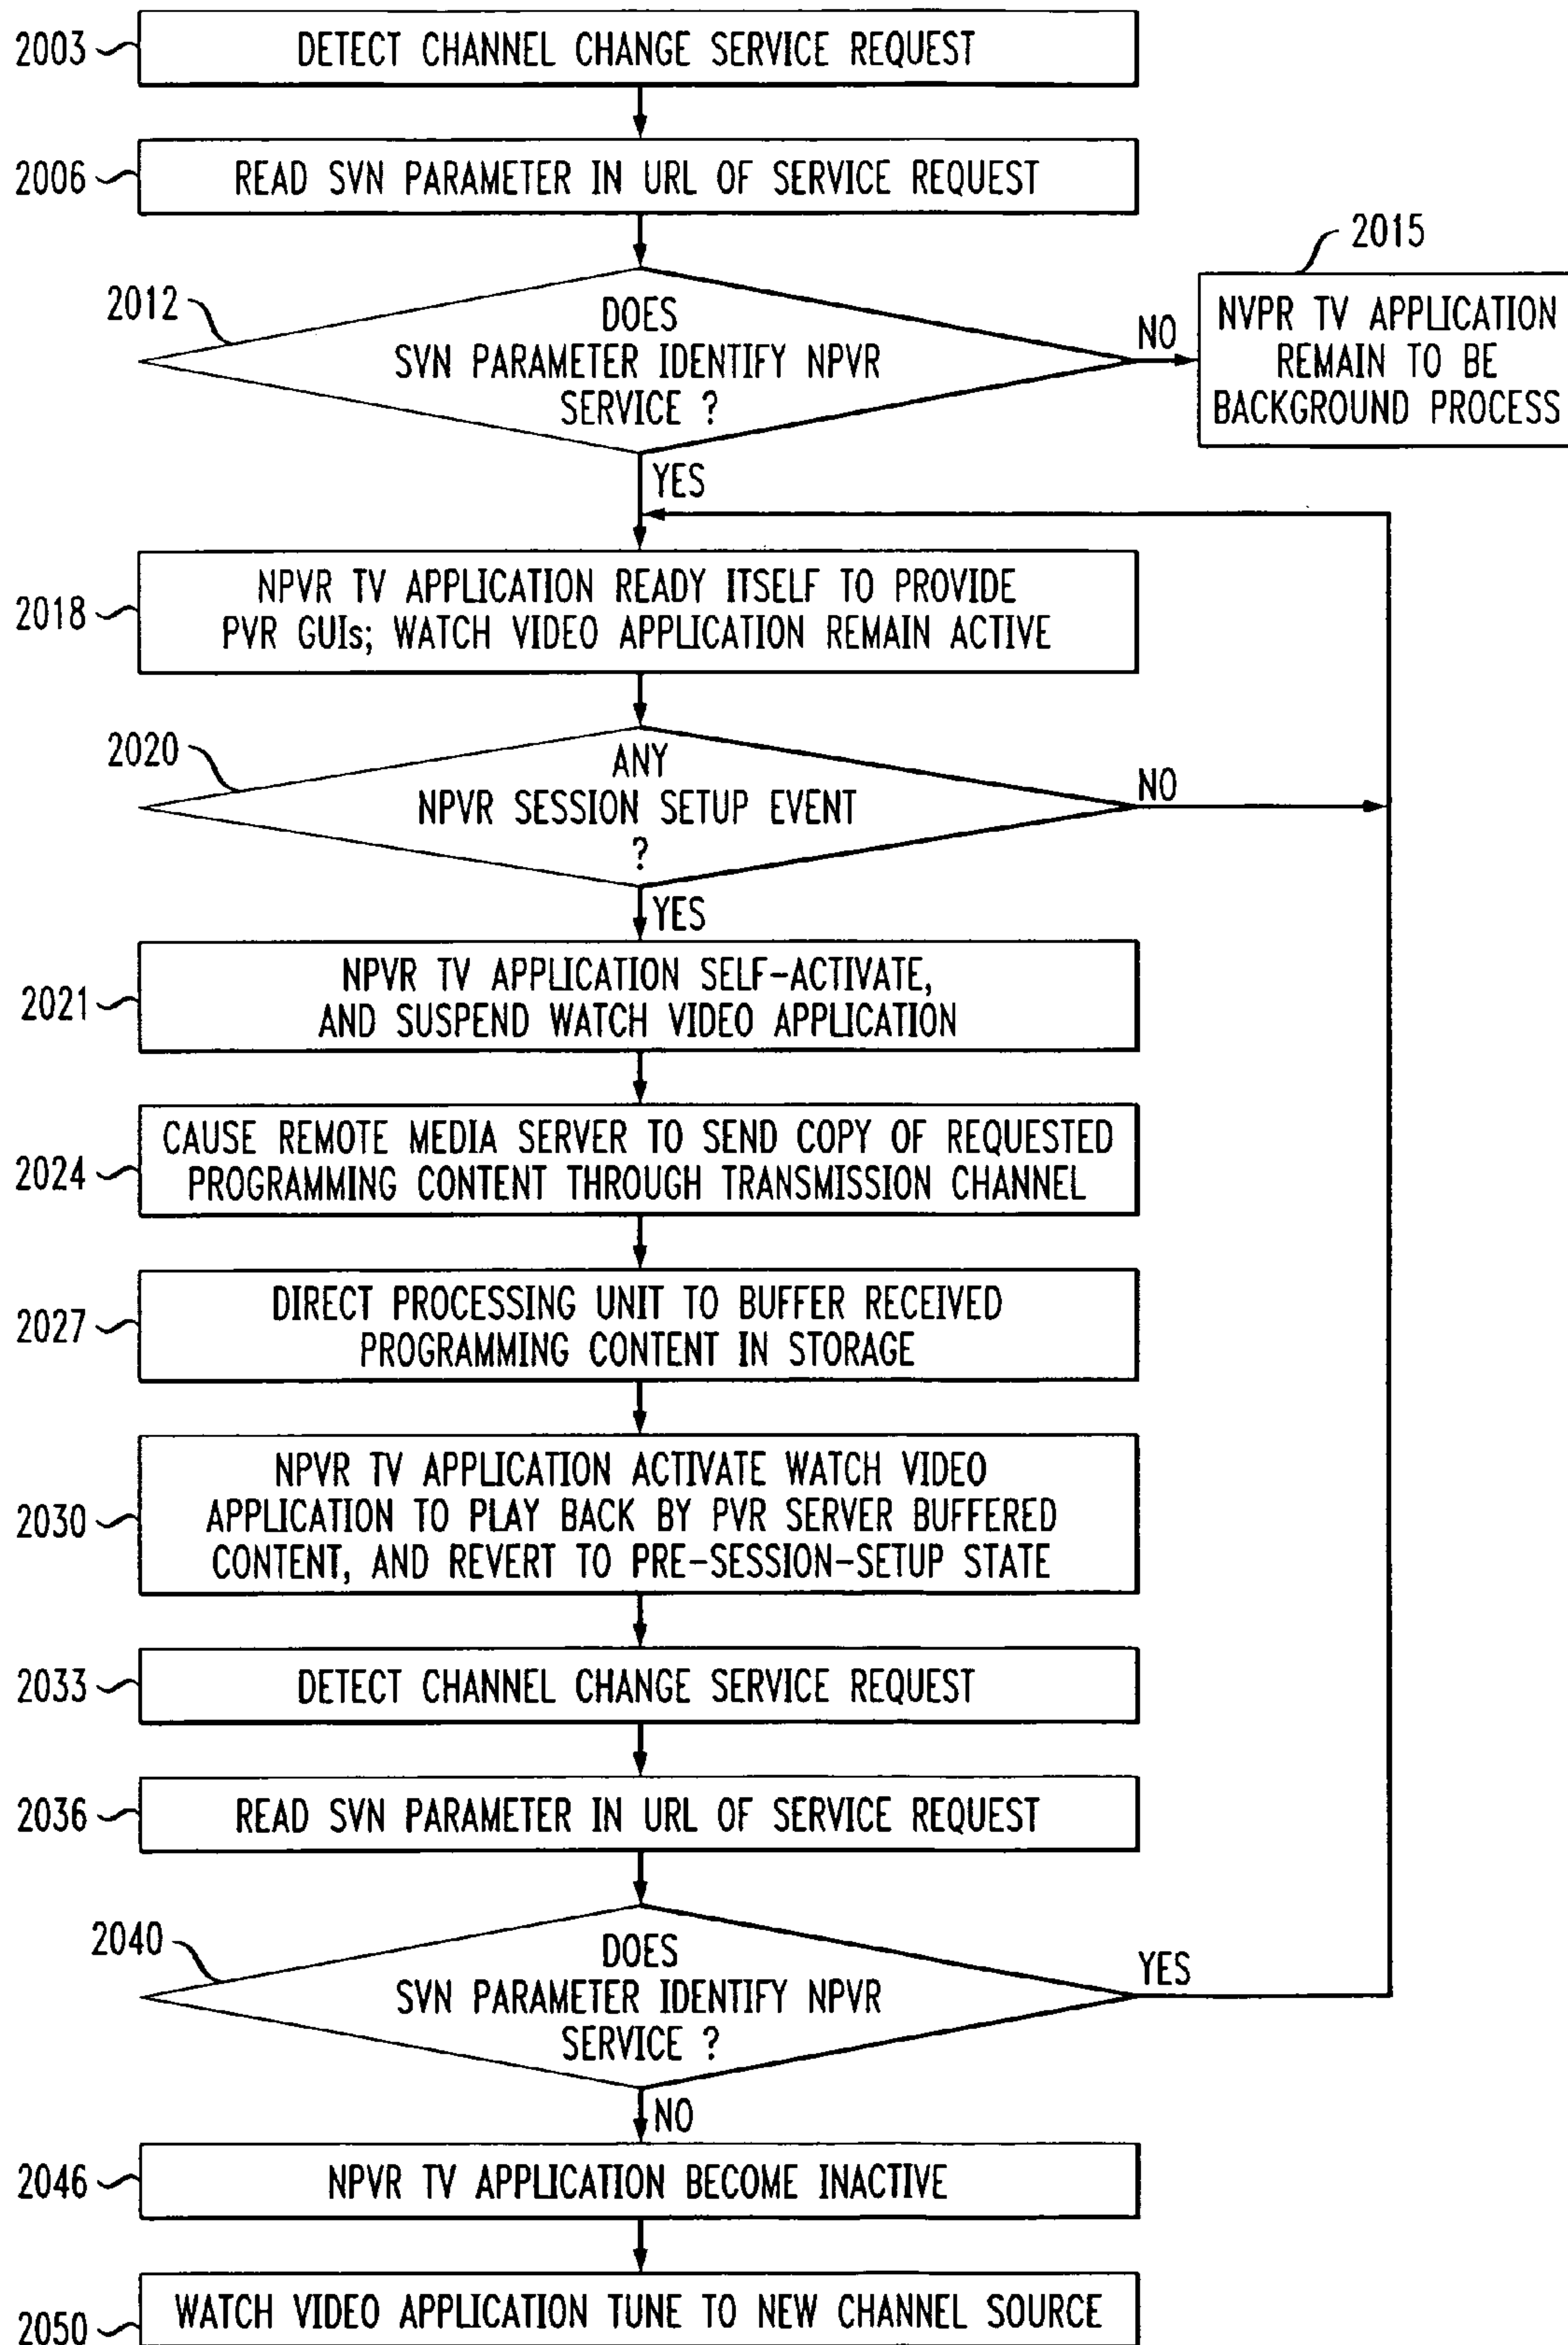 2003
DETECT CHANNEL CHANGE SERVICE REQUEST
2006
READ SVN PARAMETER IN URL OF SERVICE REQUEST
2012
DOES
SVN PARAMETER IDENTIFY NPVR
SERVICE ?
NO
2015
NVPR TV APPLICATION
REMAIN TO BE
BACKGROUND PROCESS
YES
2018
NPVR TV APPLICATION READY ITSELF TO PROVIDE
PVR GUIs; WATCH VIDEO APPLICATION REMAIN ACTIVE
2020
ANY
NPVR SESSION SETUP EVENT
?
NO
YES
2021
NPVR TV APPLICATION SELF-ACTIVATE,
AND SUSPEND WATCH VIDEO APPLICATION
2024
CAUSE REMOTE MEDIA SERVER TO SEND COPY OF REQUESTED
PROGRAMMING CONTENT THROUGH TRANSMISSION CHANNEL
2027
DIRECT PROCESSING UNIT TO BUFFER RECEIVED
PROGRAMMING CONTENT IN STORAGE
2030
NPVR TV APPLICATION ACTIVATE WATCH VIDEO
APPLICATION TO PLAY BACK BY PVR SERVER BUFFERED
CONTENT, AND REVERT TO PRE-SESSION-SETUP STATE
2033
DETECT CHANNEL CHANGE SERVICE REQUEST
2036
READ SVN PARAMETER IN URL OF SERVICE REQUEST
2040
DOES
SVN PARAMETER IDENTIFY NPVR
SERVICE ?
YES
NO
2046
NPVR TV APPLICATION BECOME INACTIVE
2050
WATCH VIDEO APPLICATION TUNE TO NEW CHANNEL SOURCE